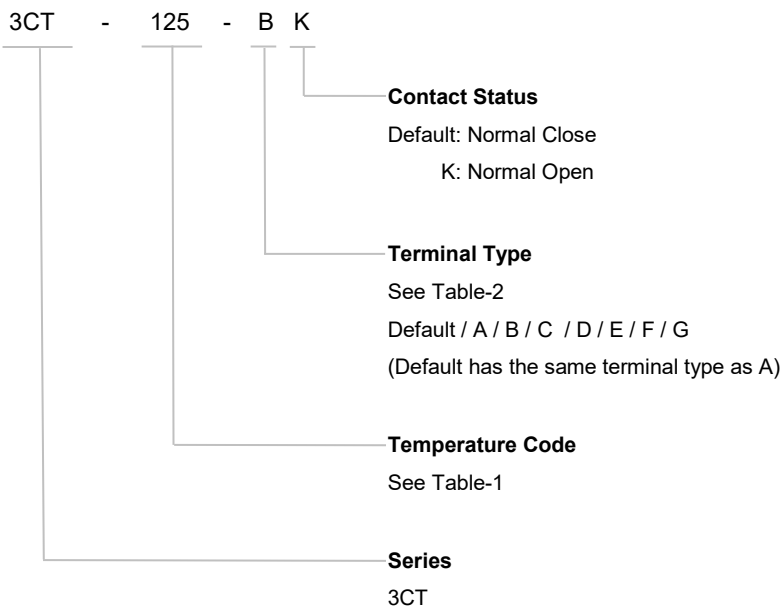 3CT - 125 - B K
Contact Status
Default: Normal Close
K: Normal Open
Terminal Type
See Table-2
Default / A / B / C / D / E / F / G
(Default has the same terminal type as A)
Temperature Code
See Table-1
Series
3CT